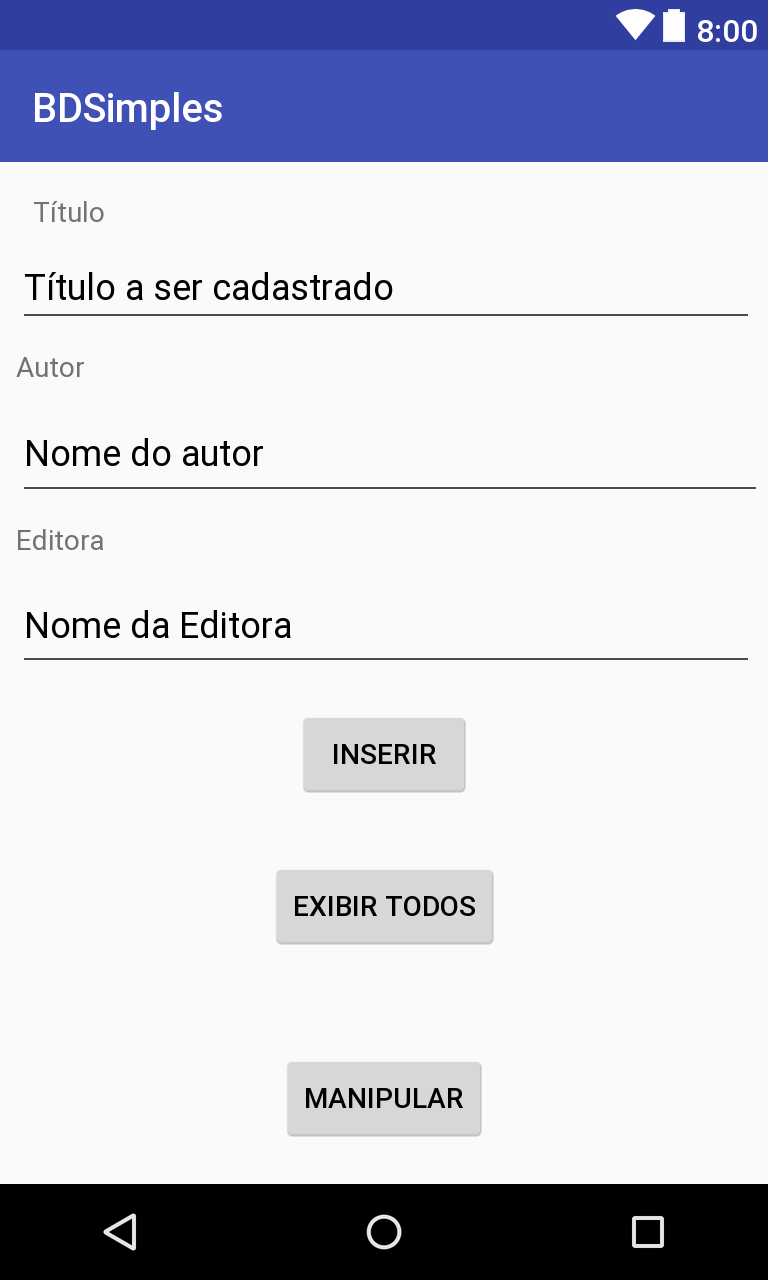 8:00
BDSimples
Título
Título a ser cadastrado
Autor
Nome do autor
Editora
Nome da Editora
INSERIR
EXIBIR TODOS
MANIPULAR